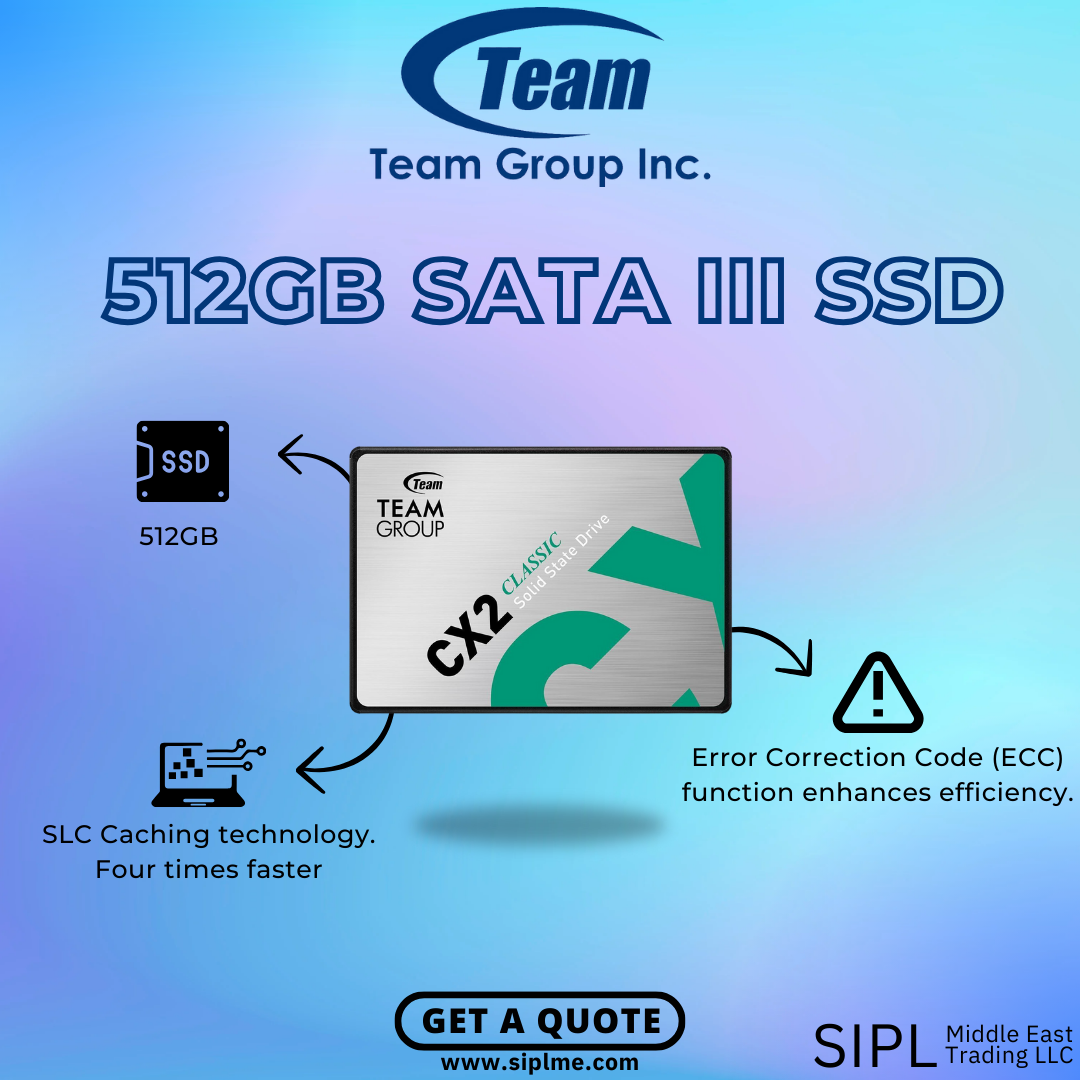 Team
Team Group Inc.
512GB SATA III SSD
SSD
512GB
Team
TEAM
GROUP
CX2 CLASSIC
Solid State Drive
CX
Error Correction Code (ECC)
function enhances efficiency.
SLC Caching technology.
Four times faster
GET A QUOTE
www.siplme.com
SIPL Middle East
Trading LLC